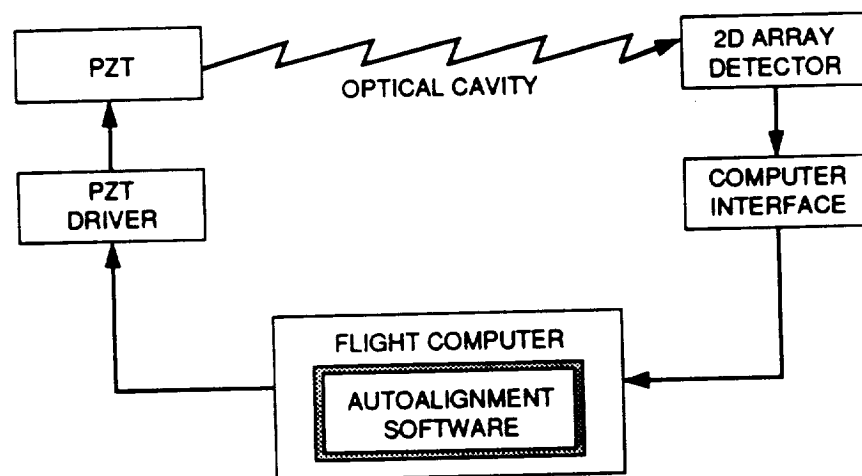 PZT
OPTICAL CAVITY
2D ARRAY
DETECTOR
PZT
DRIVER
COMPUTER
INTERFACE
FLIGHT COMPUTER
AUTOALIGNMENT
SOFTWARE